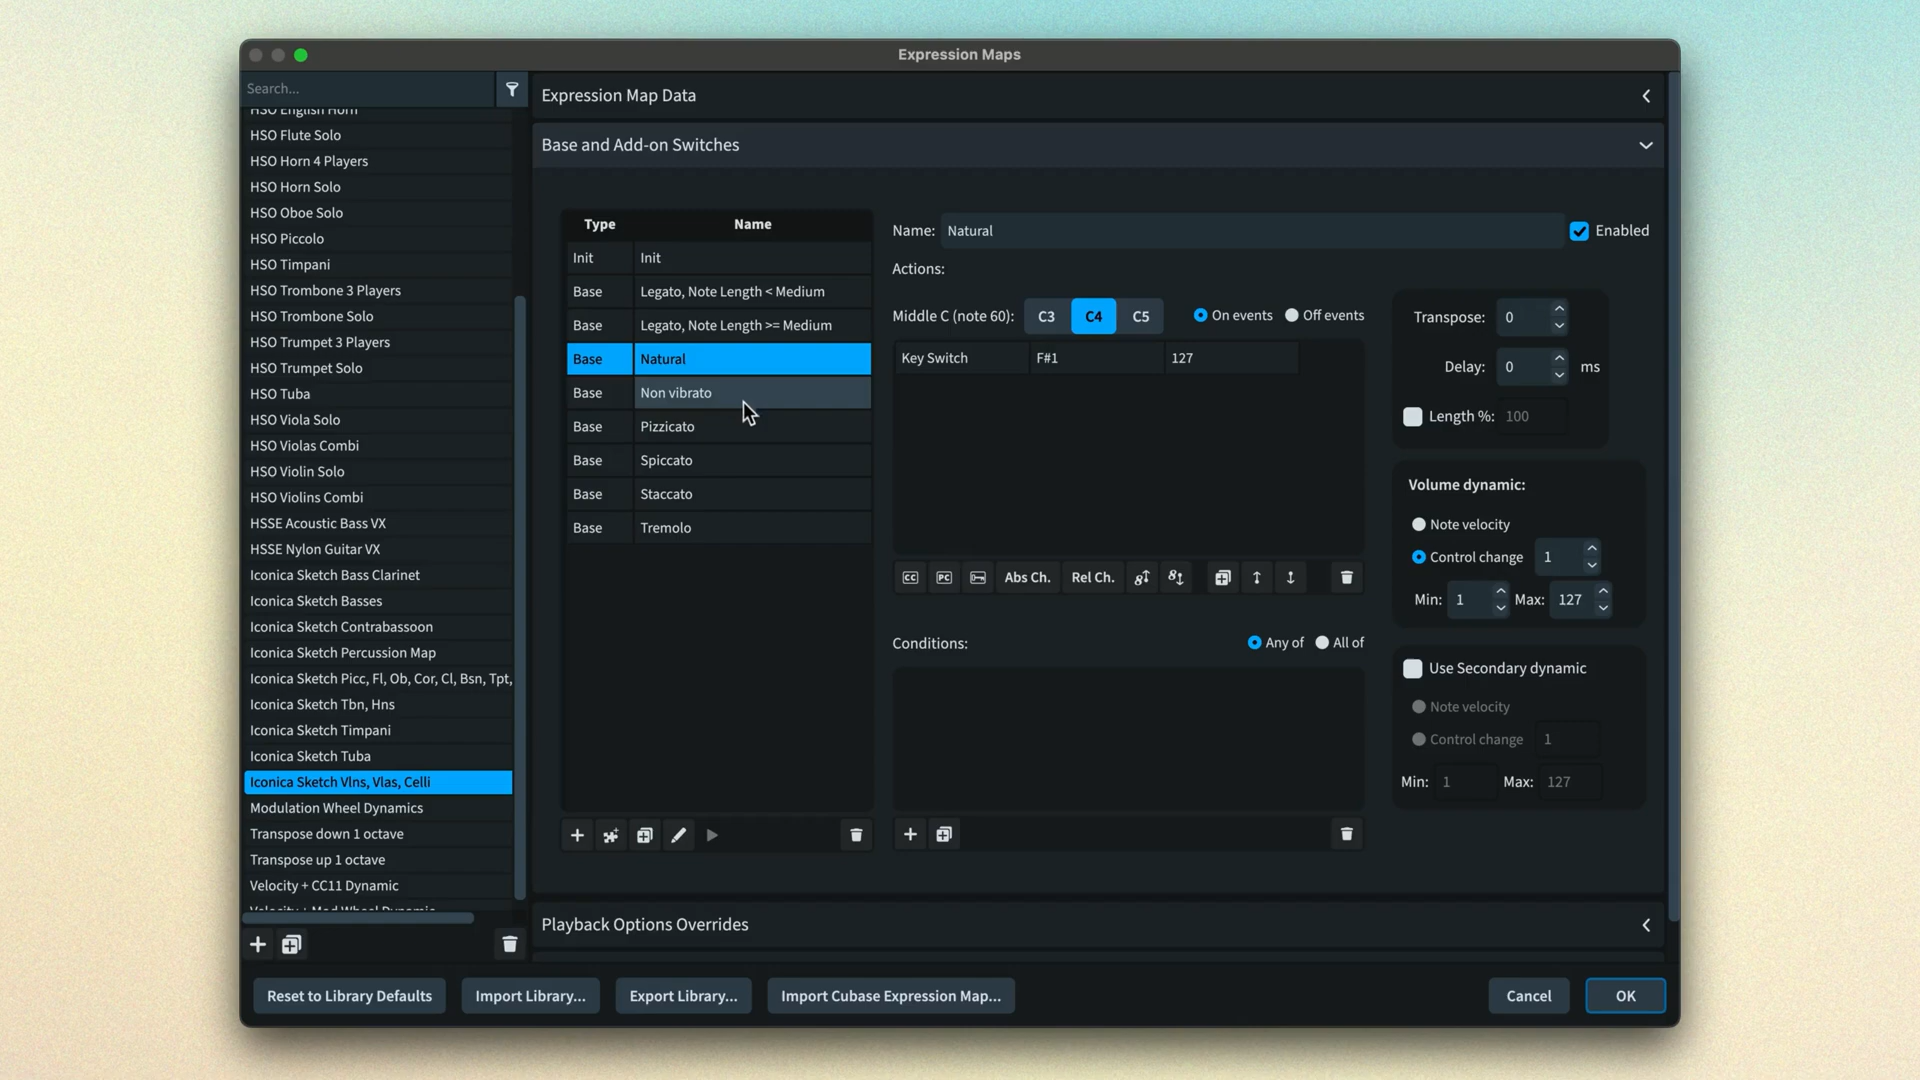 Expression Maps
Search...
HSO English Horn
HSO Flute Solo
HSO Horn 4 Players
HSO Horn Solo
HSO Oboe Solo
HSO Piccolo
HSO Timpani
HSO Trombone 3 Players
HSO Trombone Solo
HSO Trumpet 3 Players
HSO Trumpet Solo
HSO Tuba
HSO Viola Solo
HSO Violas Combi
HSO Violin Solo
HSO Violins Combi
HSSE Acoustic Bass VX
HSSE Nylon Guitar VX
Iconica Sketch Bass Clarinet
Iconica Sketch Basses
Iconica Sketch Contrabassoon
Iconica Sketch Percussion Map
Iconica Sketch Picc, Fl, Ob, Cor, Cl, Bsn, Tpt,
Iconica Sketch Tbn, Hns
Iconica Sketch Timpani
Iconica Sketch Tuba
Iconica Sketch Vlns, Vlas, Celli
Modulation Wheel Dynamics
Transpose down 1 octave
Transpose up 1 octave
Velocity + CC11 Dynamic
Velocity + Mod Wheel Dynamic
Expression Map Data
Base and Add-on Switches
Type Name
Init Init
Base Legato, Note Length < Medium
Base Legato, Note Length >= Medium
Base Natural
Base Non vibrato
Base Pizzicato
Base Spiccato
Base Staccato
Base Tremolo
Name: Natural Enabled
Actions:
Middle C (note 60): C3 C4 C5 On events Off events
Key Switch F#1 127
CC PC Abs Ch. Rel Ch. 8 8
Conditions: Any of All of
Transpose: 0
Delay: 0 ms
Length %: 100
Volume dynamic:
Note velocity
Control change 1
Min: 1 Max: 127
Use Secondary dynamic
Note velocity
Control change 1
Min: 1 Max: 127
Playback Options Overrides
Reset to Library Defaults Import Library... Export Library... Import Cubase Expression Map... Cancel OK